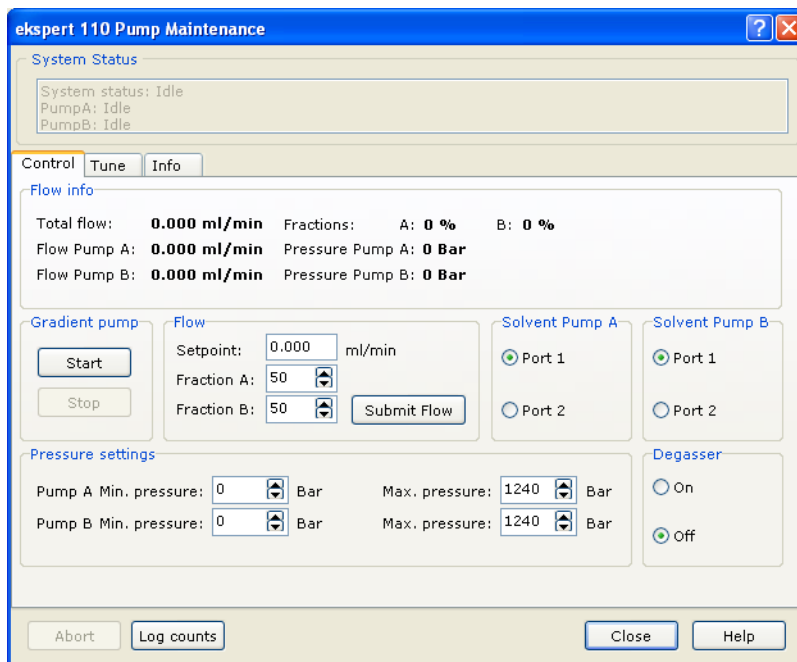 ekspert 110 Pump Maintenance
System Status
System status: Idle
PumpA: Idle
PumpB: Idle
Control Tune Info
Flow info
Total flow: 0.000 ml/min Fractions: A: 0 % B: 0 %
Flow Pump A: 0.000 ml/min Pressure Pump A: 0 Bar
Flow Pump B: 0.000 ml/min Pressure Pump B: 0 Bar
Gradient pump
Start
Stop
Flow
Setpoint: 0.000 ml/min
Fraction A: 50
Fraction B: 50 Submit Flow
Solvent Pump A
Port 1
Port 2
Solvent Pump B
Port 1
Port 2
Pressure settings
Pump A Min. pressure: 0 Bar Max. pressure: 1240 Bar
Pump B Min. pressure: 0 Bar Max. pressure: 1240 Bar
Degasser
On
Off
Abort Log counts Close Help